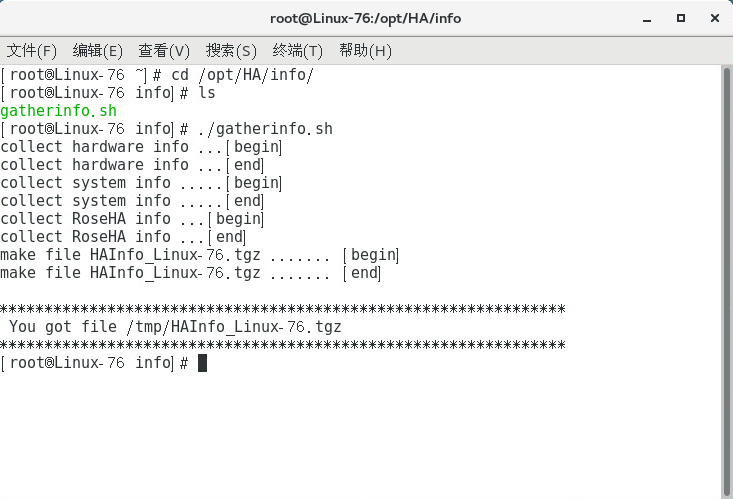 root@Linux-76:/opt/HA/info
文件(F) 编辑(E) 查看(V) 搜索(S) 终端(T) 帮助(H)
[root@Linux-76 ~]# cd /opt/HA/info/
[root@Linux-76 info]# ls
gatherinfo.sh
[root@Linux-76 info]# ./gatherinfo.sh
collect hardware info ...[begin]
collect hardware info ...[end]
collect system info .....[begin]
collect system info .....[end]
collect RoseHA info ...[begin]
collect RoseHA info ...[end]
make file HAInfo_Linux-76.tgz ....... [begin]
make file HAInfo_Linux-76.tgz ....... [end]
***************************************************************
You got file /tmp/HAInfo_Linux-76.tgz
***************************************************************
[root@Linux-76 info]#